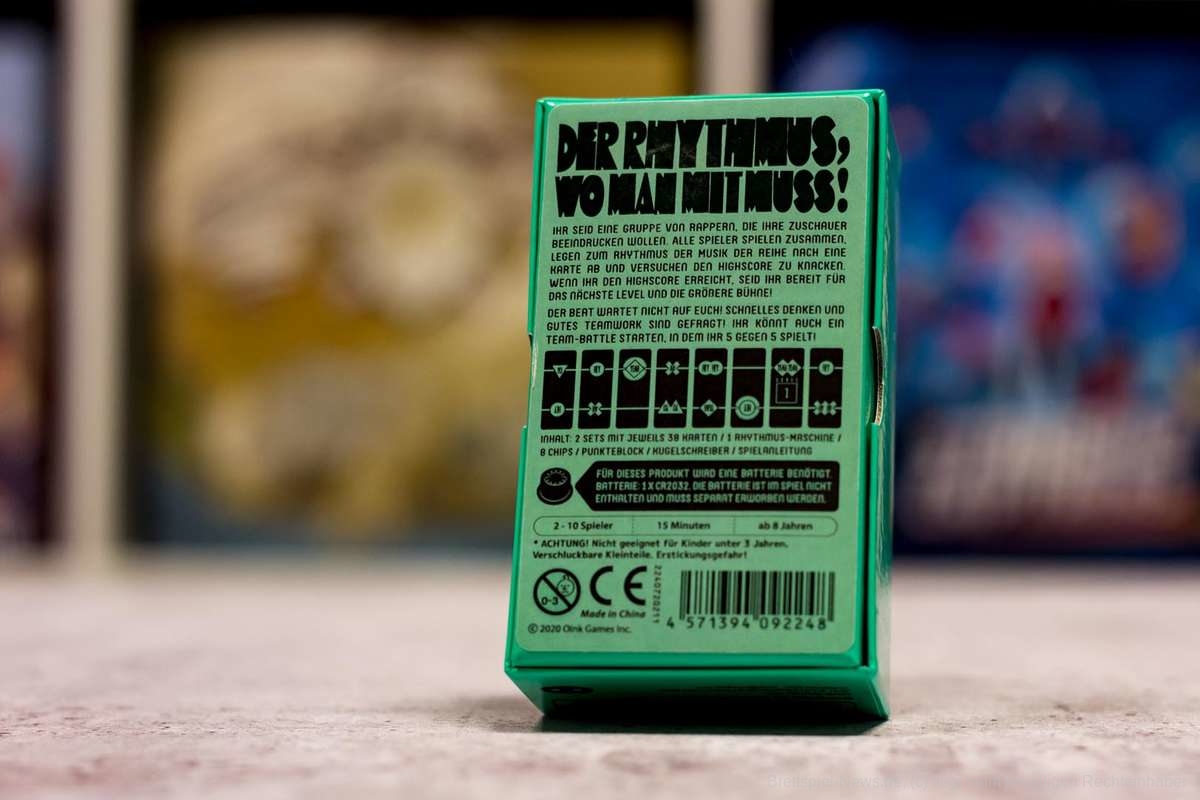 DER RHYTHMUS,
WO MAN MIT MUSS!
IHR SEID EINE GRUPPE VON RAPPERN, DIE IHRE ZUSCHAUER
BEEINDRUCKEN WOLLEN. ALLE SPIELER SPIELEN ZUSAMMEN,
LEGEN ZUM RHYTHMUS DER MUSIK DER REIHE NACH EINE
KARTE AB UND VERSUCHEN DEN HIGHSCORE ZU KNACKEN.
WENN IHR DEN HIGHSCORE ERREICHT, SEID IHR BEREIT FÜR
DAS NÄCHSTE LEVEL UND DIE GRÖßERE BÜHNE!
DER BEAT WARTET NICHT AUF EUCH! SCHNELLES DENKEN UND
GUTES TEAMWORK SIND GEFRAGT! IHR KÖNNT AUCH EIN
TEAM-BATTLE STARTEN, IN DEM IHR 5 GEGEN 5 SPIELT!
INHALT: 2 SETS MIT JEWEILS 38 KARTEN / 1 RHYTHMUS-MASCHINE /
8 CHIPS / PUNKTEBLOCK / KUGELSCHREIBER / SPIELANLEITUNG
FÜR DIESES PRODUKT WIRD EINE BATTERIE BENÖTIGT.
BATTERIE: 1 X CR2032. DIE BATTERIE IST IM SPIEL NICHT
ENTHALTEN UND MUSS SEPARAT ERWORBEN WERDEN.
2 - 10 Spieler 15 Minuten ab 8 Jahren
* ACHTUNG! Nicht geeignet für Kinder unter 3 Jahren.
Verschluckbare Kleinteile. Erstickungsgefahr!
0-3 CE
Made in China
© 2020 Oink Games Inc.
4 571394 092248